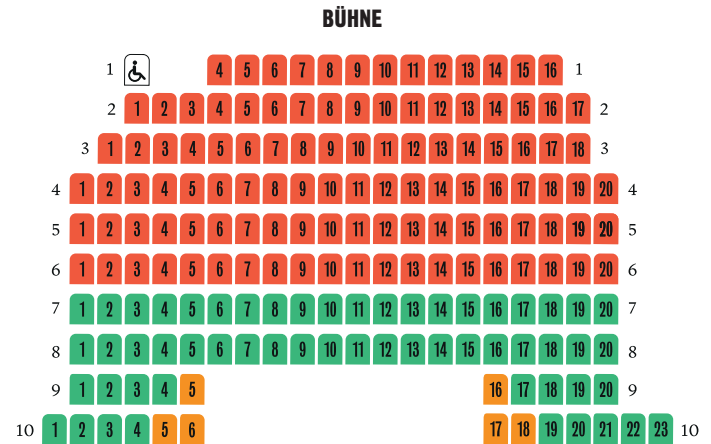 BÜHNE
1 4 5 6 7 8 9 10 11 12 13 14 15 16 1
2 1 2 3 4 5 6 7 8 9 10 11 12 13 14 15 16 17 2
3 1 2 3 4 5 6 7 8 9 10 11 12 13 14 15 16 17 18 3
4 1 2 3 4 5 6 7 8 9 10 11 12 13 14 15 16 17 18 19 20 4
5 1 2 3 4 5 6 7 8 9 10 11 12 13 14 15 16 17 18 19 20 5
6 1 2 3 4 5 6 7 8 9 10 11 12 13 14 15 16 17 18 19 20 6
7 1 2 3 4 5 6 7 8 9 10 11 12 13 14 15 16 17 18 19 20 7
8 1 2 3 4 5 6 7 8 9 10 11 12 13 14 15 16 17 18 19 20 8
9 1 2 3 4 5 16 17 18 19 20 9
10 1 2 3 4 5 6 17 18 19 20 21 22 23 10